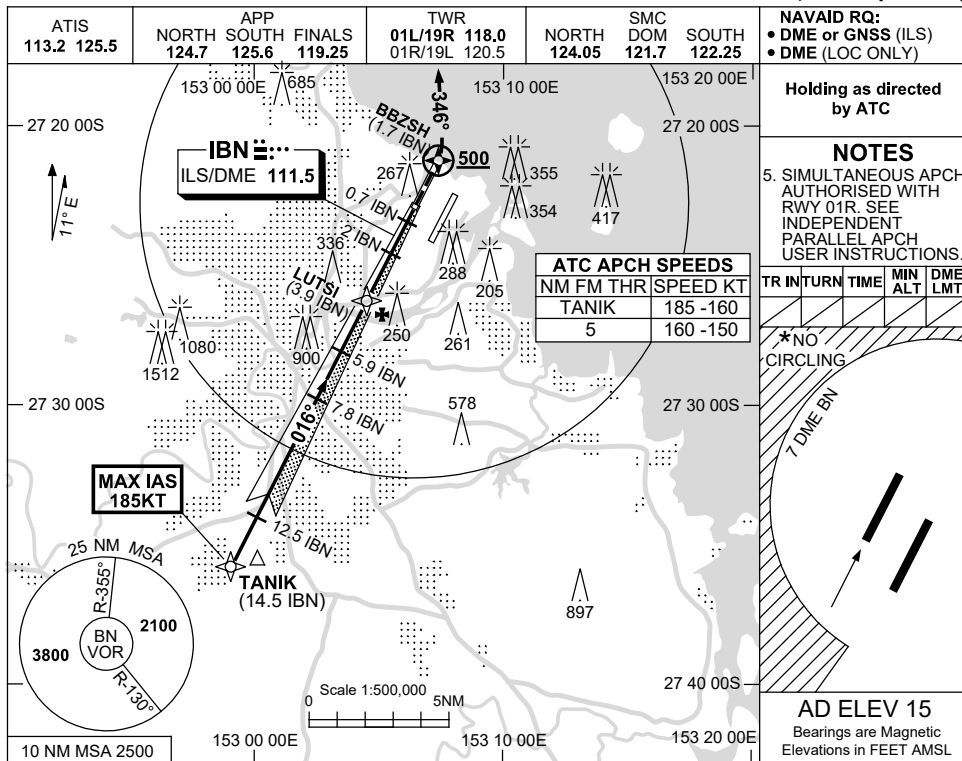 ATIS
113.2 125.5
APP
NORTH SOUTH FINALS
124.7 125.6 119.25
TWR
01L/19R 118.0
01R/19L 120.5
SMC
NORTH DOM SOUTH
124.05 121.7 122.25
NAVAID RQ:
• DME or GNSS (ILS)
• DME (LOC ONLY)
Holding as directed
by ATC
NOTES
5. SIMULTANEOUS APCH
AUTHORISED WITH
RWY 01R. SEE
INDEPENDENT
PARALLEL APCH
USER INSTRUCTIONS.
TR IN TURN TIME MIN ALT DME LMT
*NO
CIRCLING
7 DME BN
AD ELEV 15
Bearings are Magnetic
Elevations in FEET AMSL
153 00 00E
153 10 00E
153 20 00E
685
346°
27 20 00S
27 20 00S
BBZSH
(1.7 IBN)
500
IBN
ILS/DME 111.5
267
355
354
417
11° E
0.7 IBN
2 IBN
336
288
205
LUTSI
(3.9 IBN)
ATC APCH SPEEDS
NM FM THR SPEED KT
TANIK 185 -160
5 160 -150
1080
1512
900
250
261
5.9 IBN
7.8 IBN
016°
578
27 30 00S
27 30 00S
MAX IAS
185KT
12.5 IBN
TANIK
(14.5 IBN)
897
25 NM MSA
R-355°
BN
VOR
2100
3800
R-130°
10 NM MSA 2500
Scale 1:500,000
0 5NM
27 40 00S
153 00 00E
153 10 00E
153 20 00E